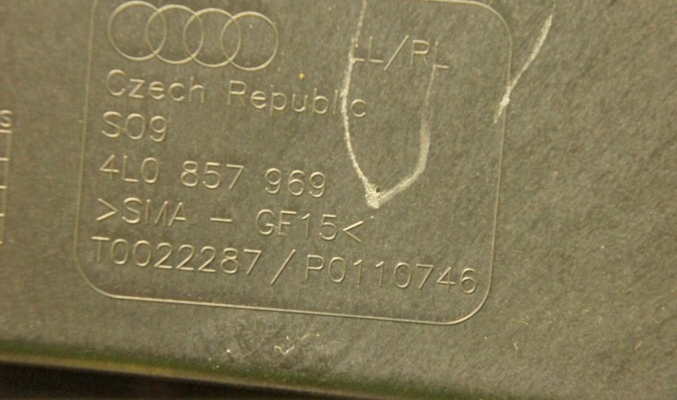 LL/RL
Czech Republic
S09
4L0 857 969
>SMA - GF15<
T0022287 / P0110746
s